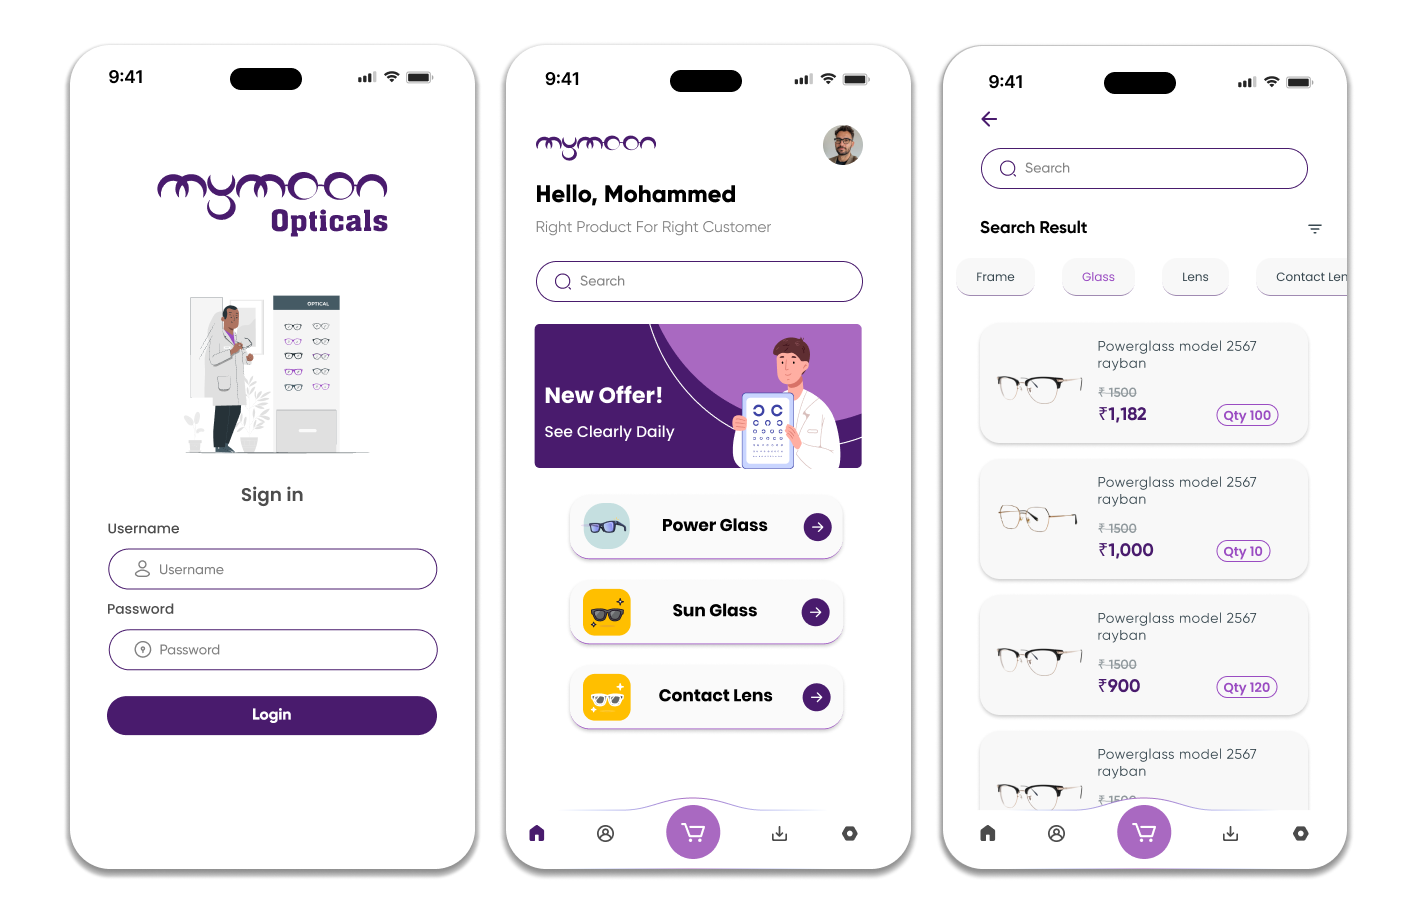 9:41
mymoon
Opticals
OPTICAL
Sign in
Username
Username
Password
Password
Login
9:41
mymoon
Hello, Mohammed
Right Product For Right Customer
Search
New Offer!
See Clearly Daily
Power Glass
Sun Glass
Contact Lens
9:41
Search
Search Result
Frame
Glass
Lens
Contact Len
Powerglass model 2567
rayban
₹ 1500
₹1,182
Qty 100
Powerglass model 2567
rayban
₹ 1500
₹1,000
Qty 10
Powerglass model 2567
rayban
₹ 1500
₹900
Qty 120
Powerglass model 2567
rayban
₹ 1500